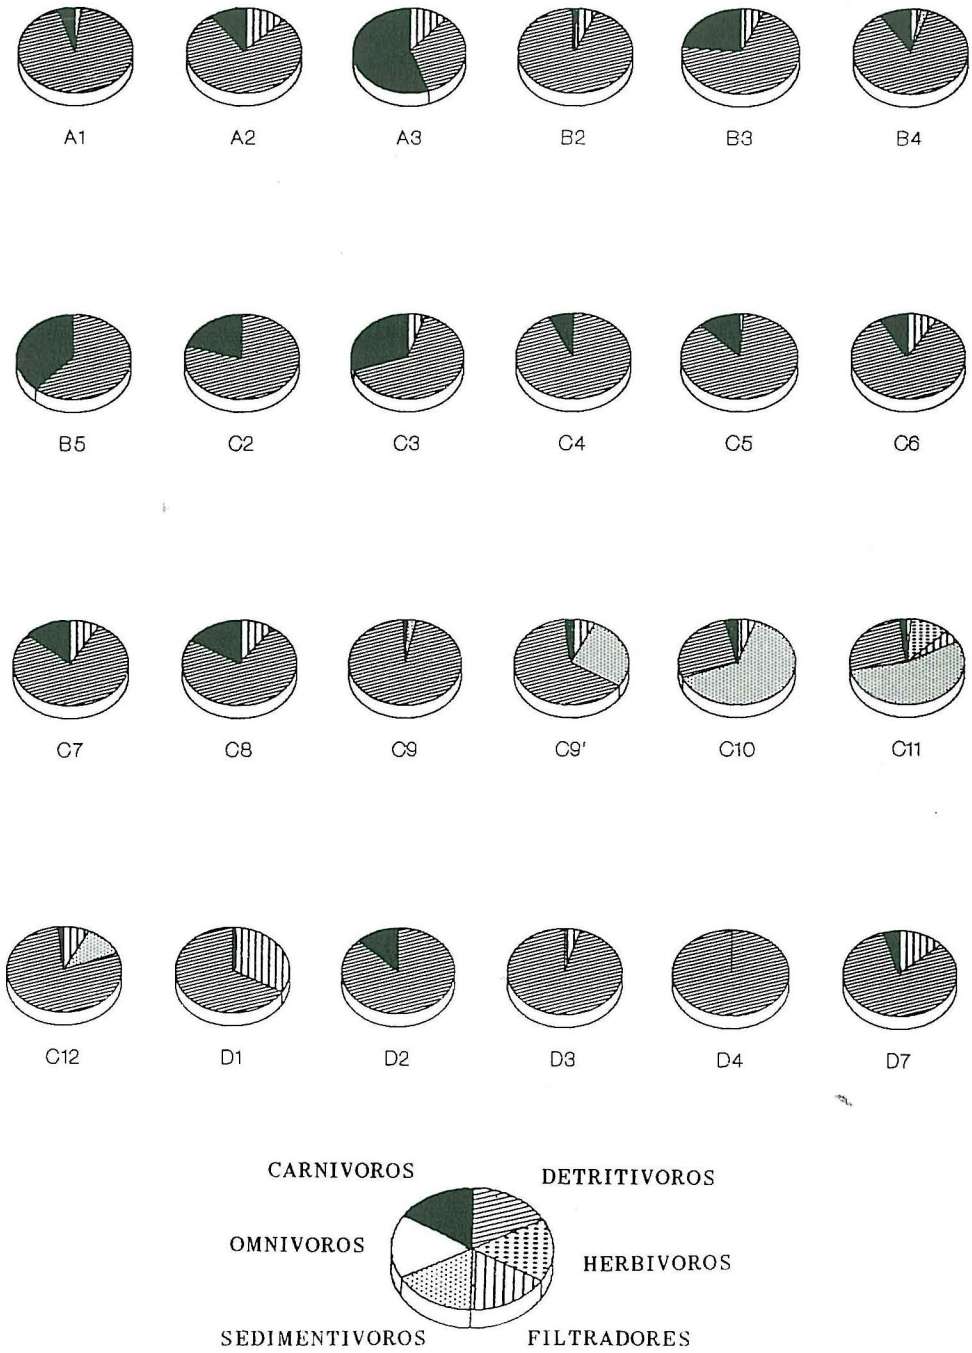 A1 A2 A3 B2 B3 B4
B5 C2 C3 C4 C5 C6
C7 C8 C9 C9' C10 C11
C12 D1 D2 D3 D4 D7
CARNIVOROS DETRITIVOROS
OMNIVOROS HERBIVOROS
SEDIMENTIVOROS FILTRADORES